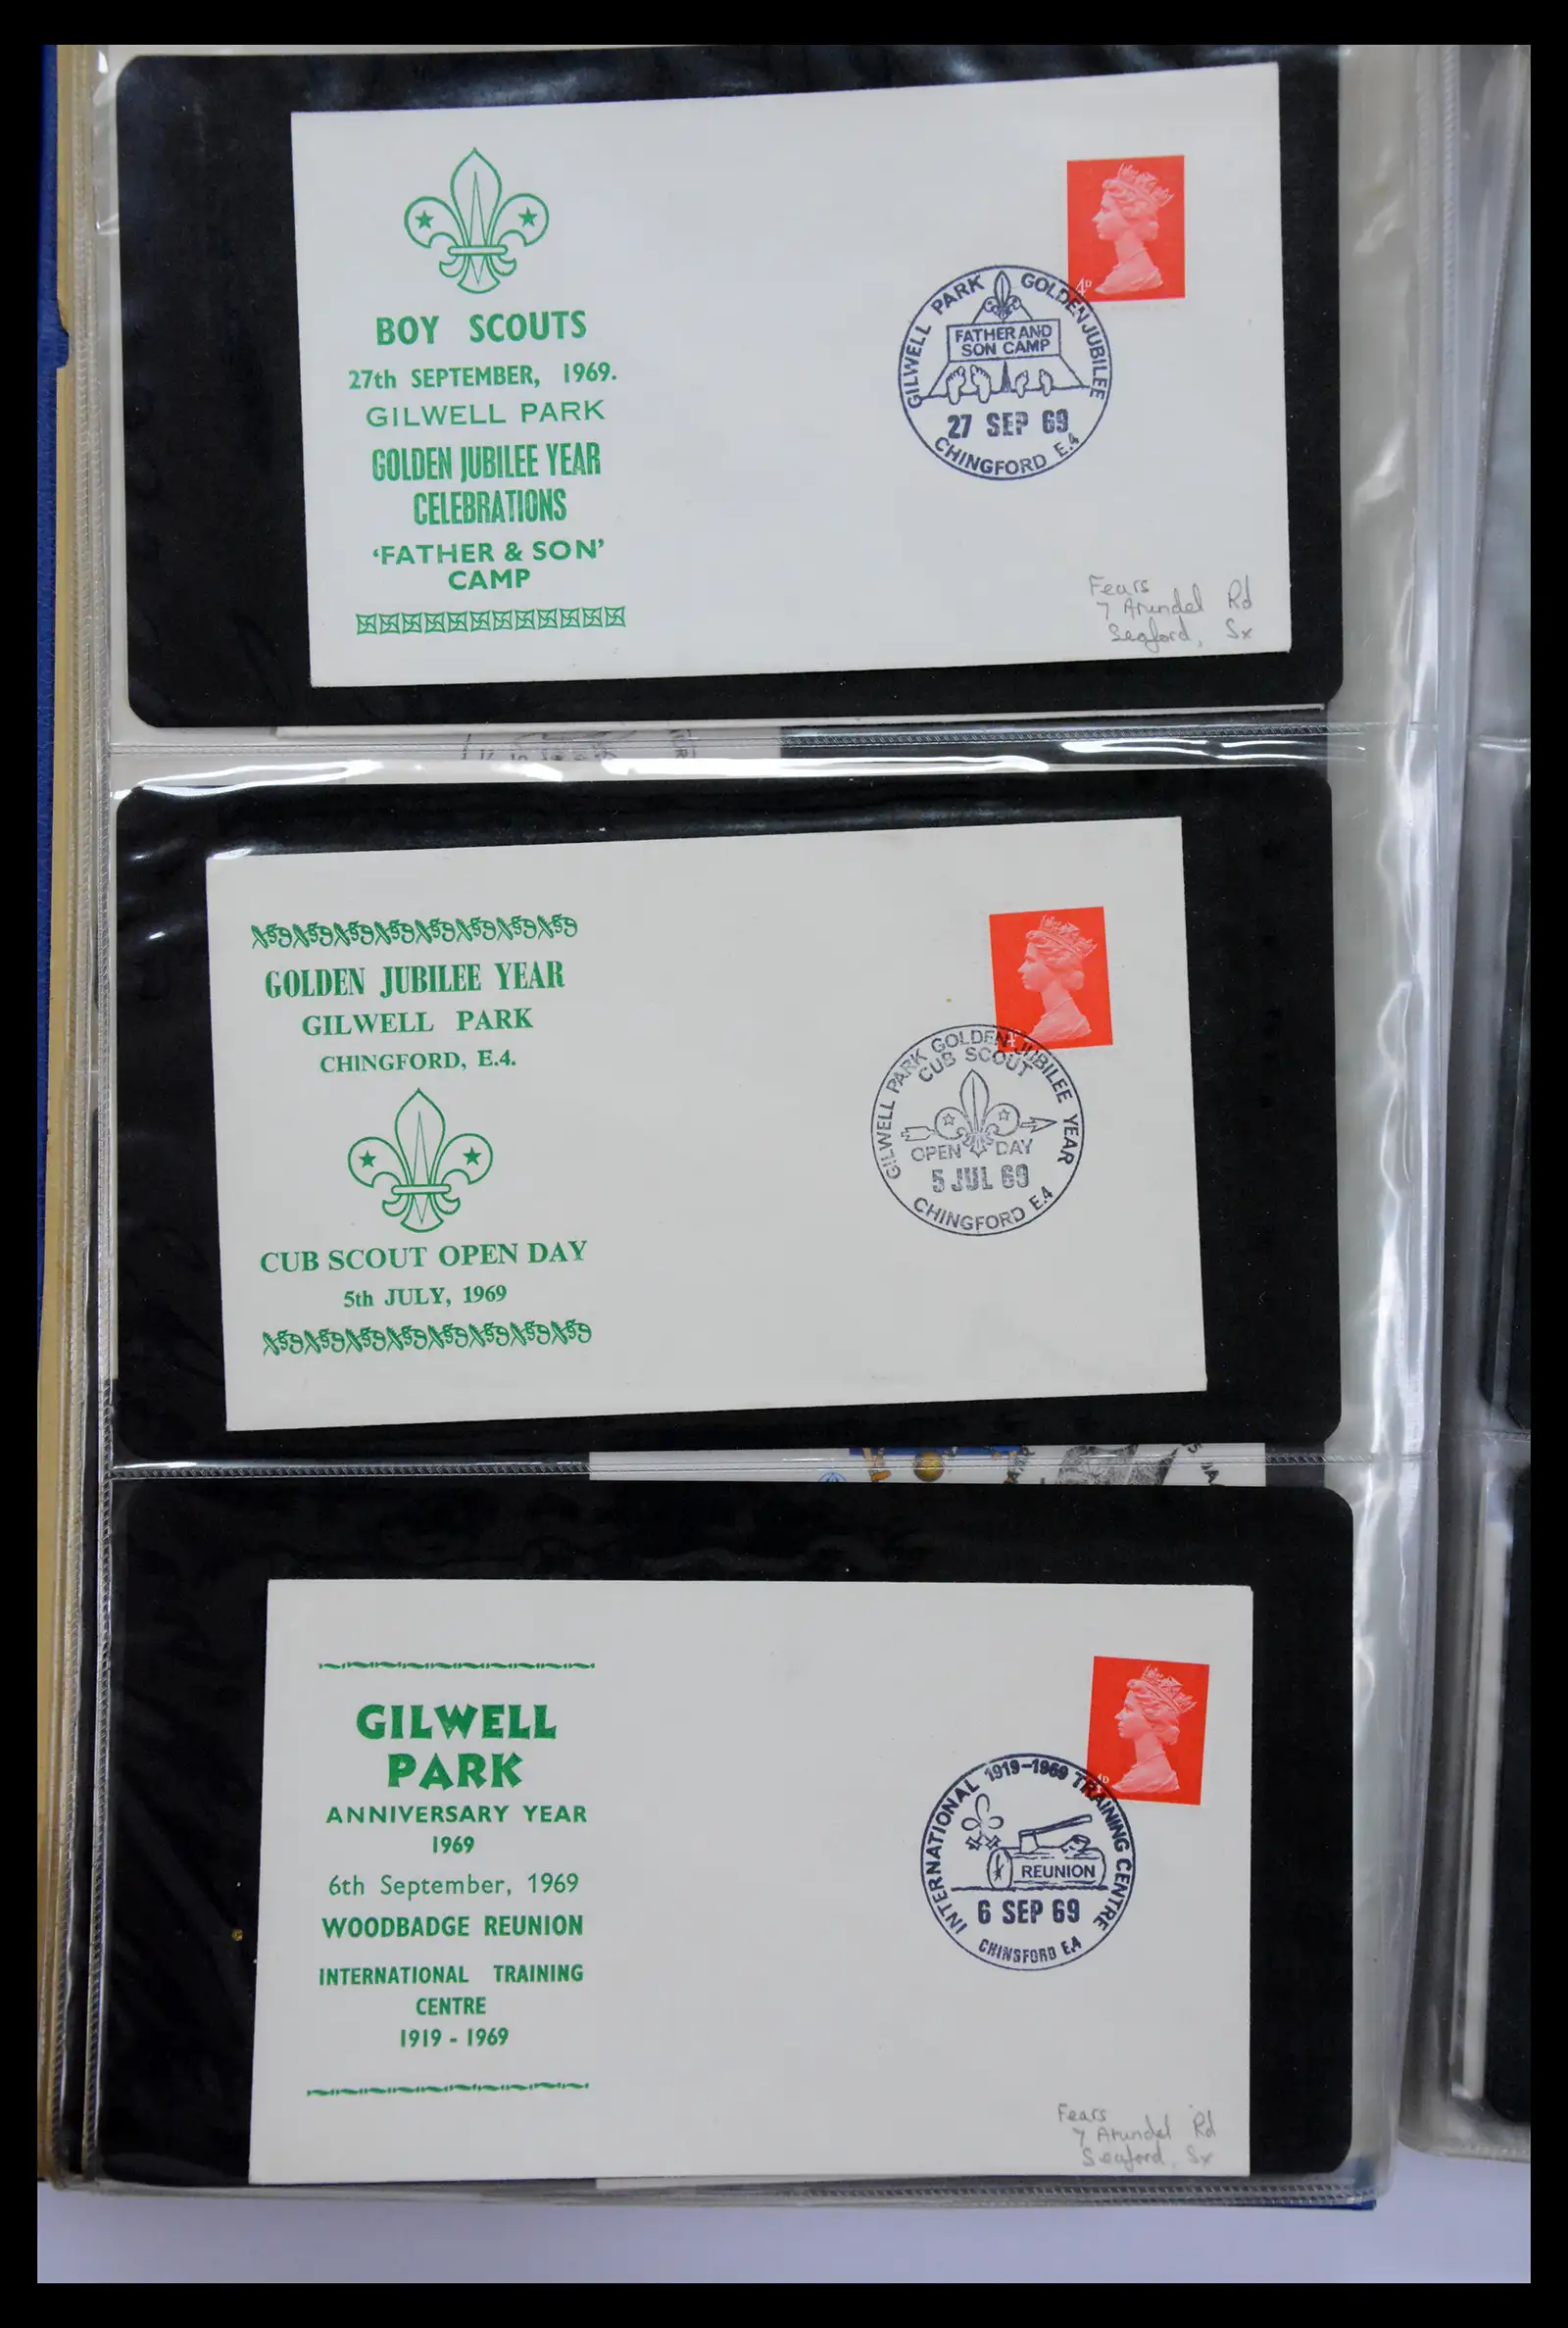 BOY SCOUTS
27th SEPTEMBER, 1969.
GILWELL PARK
GOLDEN JUBILEE YEAR
CELEBRATIONS
‘FATHER & SON’
CAMP
4D
GILWELL PARK GOLDEN JUBILEE
FATHER AND
SON CAMP
27 SEP 69
CHINGFORD E.4
Fears
7 Arundel Rd
Seaford, Sx
GOLDEN JUBILEE YEAR
GILWELL PARK
CHINGFORD, E.4.
CUB SCOUT OPEN DAY
5th JULY, 1969
GILWELL PARK GOLDEN JUBILEE YEAR
CUB SCOUT
OPEN DAY
5 JUL 69
CHINGFORD E.4
GILWELL
PARK
ANNIVERSARY YEAR
1969
6th September, 1969
WOODBADGE REUNION
INTERNATIONAL TRAINING
CENTRE
1919 - 1969
INTERNATIONAL 1919-1969 TRAINING CENTRE
REUNION
6 SEP 69
CHINSFORD E.4
Fears
7 Arundel Rd
Seaford, Sx